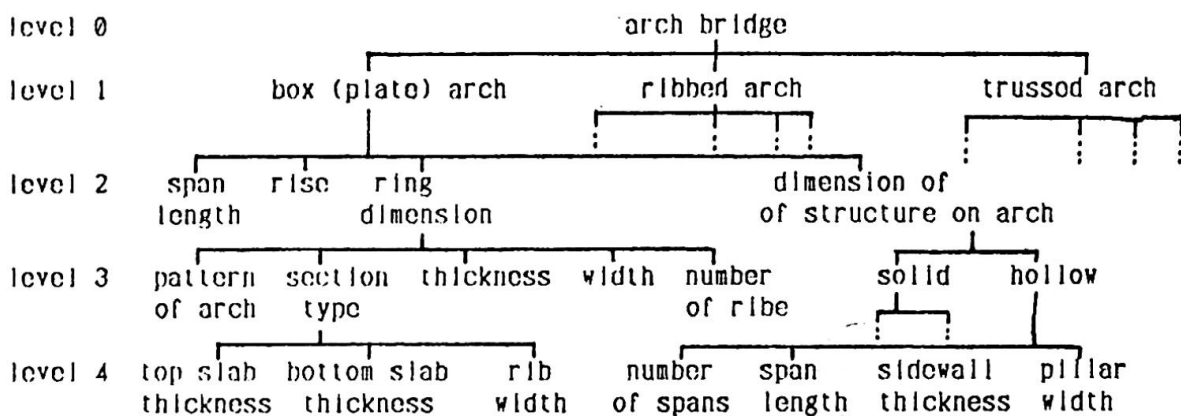 level 0 arch bridge
level 1 box (plate) arch ribbed arch trussed arch
level 2 span rise ring dimension of
length dimension of structure on arch
level 3 pattern section thickness width number solid hollow
of arch type of ribe
level 4 top slab bottom slab rib number span sidewall pillar
thickness thickness width of spans length thickness width